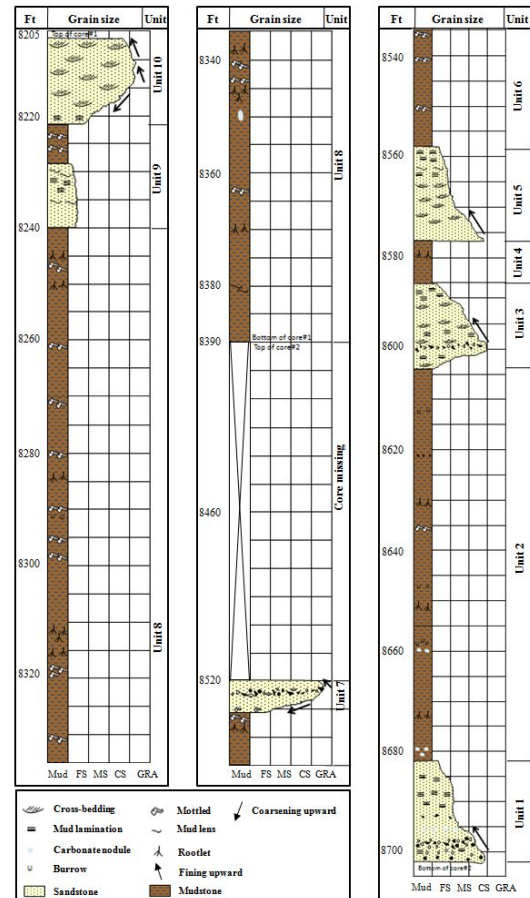 Ft Grain size Unit
8205 Top of core#1
Unit 10
8220
Unit 9
8240
8260
8280
8300
Unit 8
8320
Mud FS MS CS GRA
Ft Grain size Unit
8340
Unit 8
8360
8380
8390 Bottom of core#1
Top of core#2
Core missing
8460
8520
Unit 7
Mud FS MS CS GRA
Ft Grain size Unit
8540
Unit 6
8560
Unit 5
8580
Unit 4
Unit 3
8600
8620
Unit 2
8640
8660
8680
Unit 1
8700
Mud FS MS CS GRA
Cross-bedding Mottled Coarsening upward
Mud lamination Mud lens
Carbonate nodule Rootlet
Burrow Fining upward
Sandstone Mudstone